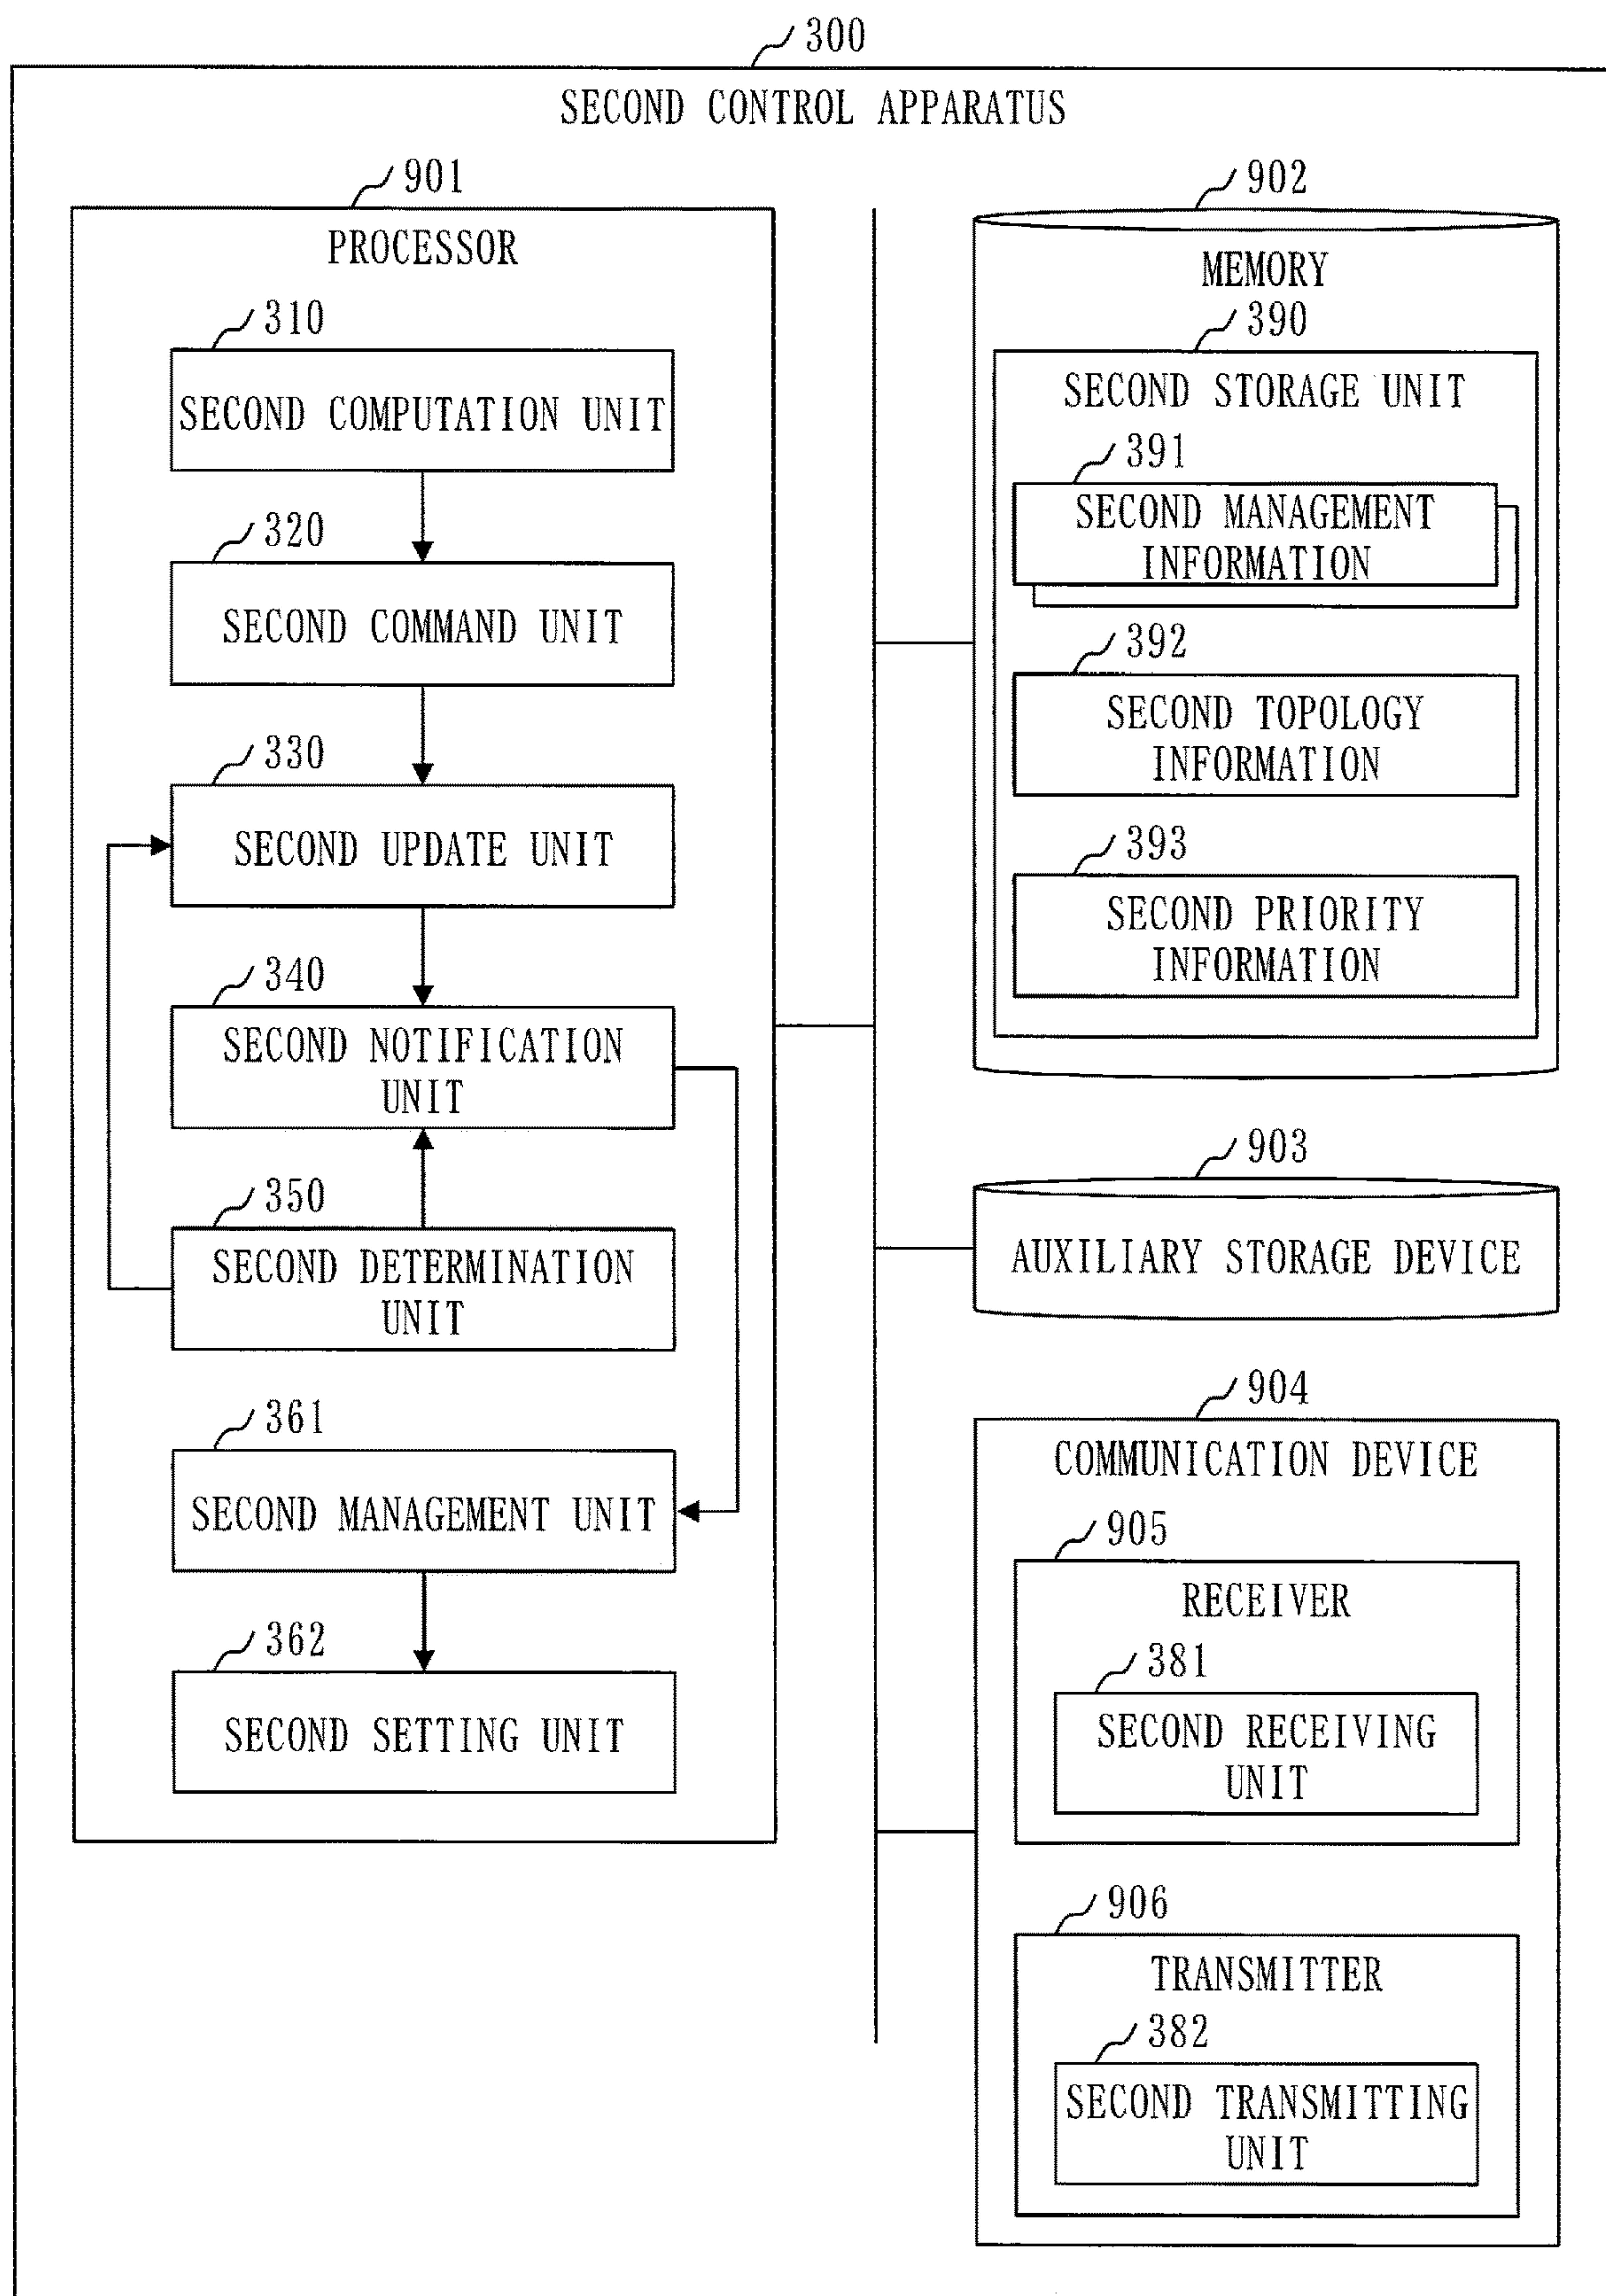 300
SECOND CONTROL APPARATUS
901
PROCESSOR
310
SECOND COMPUTATION UNIT
320
SECOND COMMAND UNIT
330
SECOND UPDATE UNIT
340
SECOND NOTIFICATION
UNIT
350
SECOND DETERMINATION
UNIT
361
SECOND MANAGEMENT UNIT
362
SECOND SETTING UNIT
902
MEMORY
390
SECOND STORAGE UNIT
391
SECOND MANAGEMENT
INFORMATION
392
SECOND TOPOLOGY
INFORMATION
393
SECOND PRIORITY
INFORMATION
903
AUXILIARY STORAGE DEVICE
904
COMMUNICATION DEVICE
905
RECEIVER
381
SECOND RECEIVING
UNIT
906
TRANSMITTER
382
SECOND TRANSMITTING
UNIT